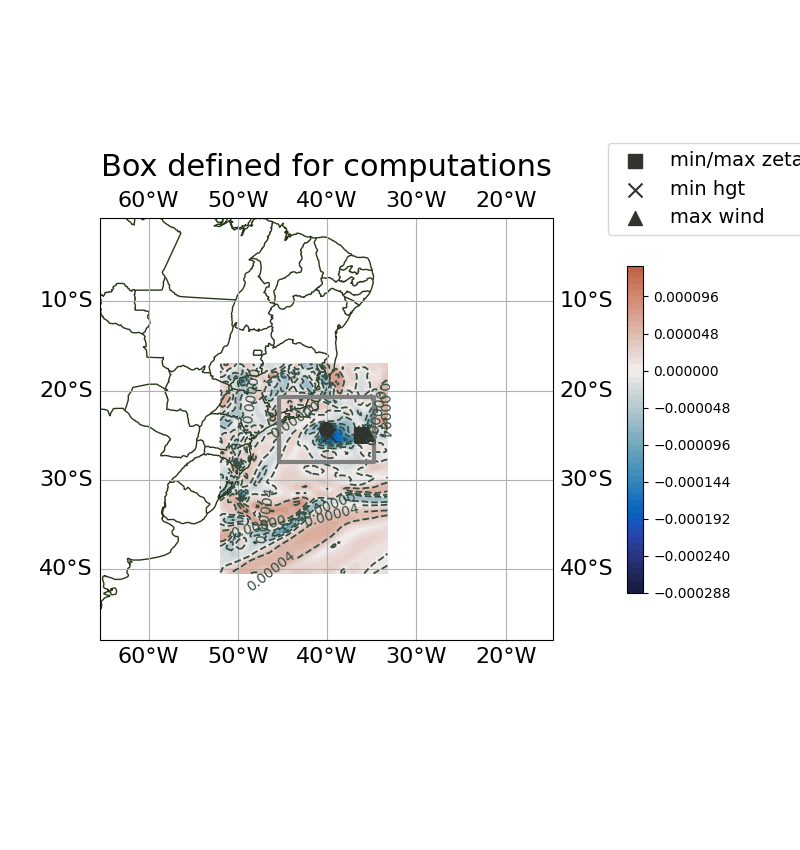 Box defined for computations
60°W 50°W 40°W 30°W 20°W
min/max zeta
min hgt
max wind
10°S 10°S
20°S 20°S
30°S 30°S
40°S 40°S
0.00004
0.00004
60°W 50°W 40°W 30°W 20°W
0.000096
0.000048
0.000000
−0.000048
−0.000096
−0.000144
−0.000192
−0.000240
−0.000288